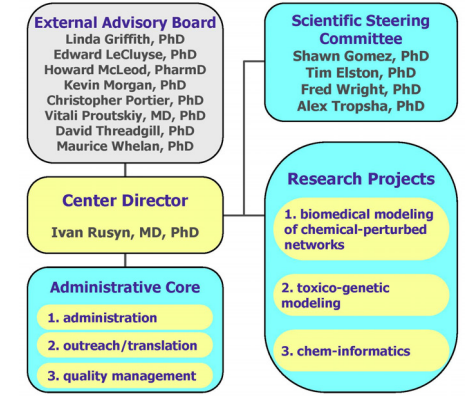 External Advisory Board
Linda Griffith, PhD
Edward LeCluyse, PhD
Howard McLeod, PharmD
Kevin Morgan, PhD
Christopher Portier, PhD
Vitali Proutskiy, MD, PhD
David Threadgill, PhD
Maurice Whelan, PhD
Scientific Steering
Committee
Shawn Gomez, PhD
Tim Elston, PhD
Fred Wright, PhD
Alex Tropsha, PhD
Center Director
Ivan Rusyn, MD, PhD
Research Projects
1. biomedical modeling
of chemical-perturbed
networks
2. toxico-genetic
modeling
3. chem-informatics
Administrative Core
1. administration
2. outreach/translation
3. quality management